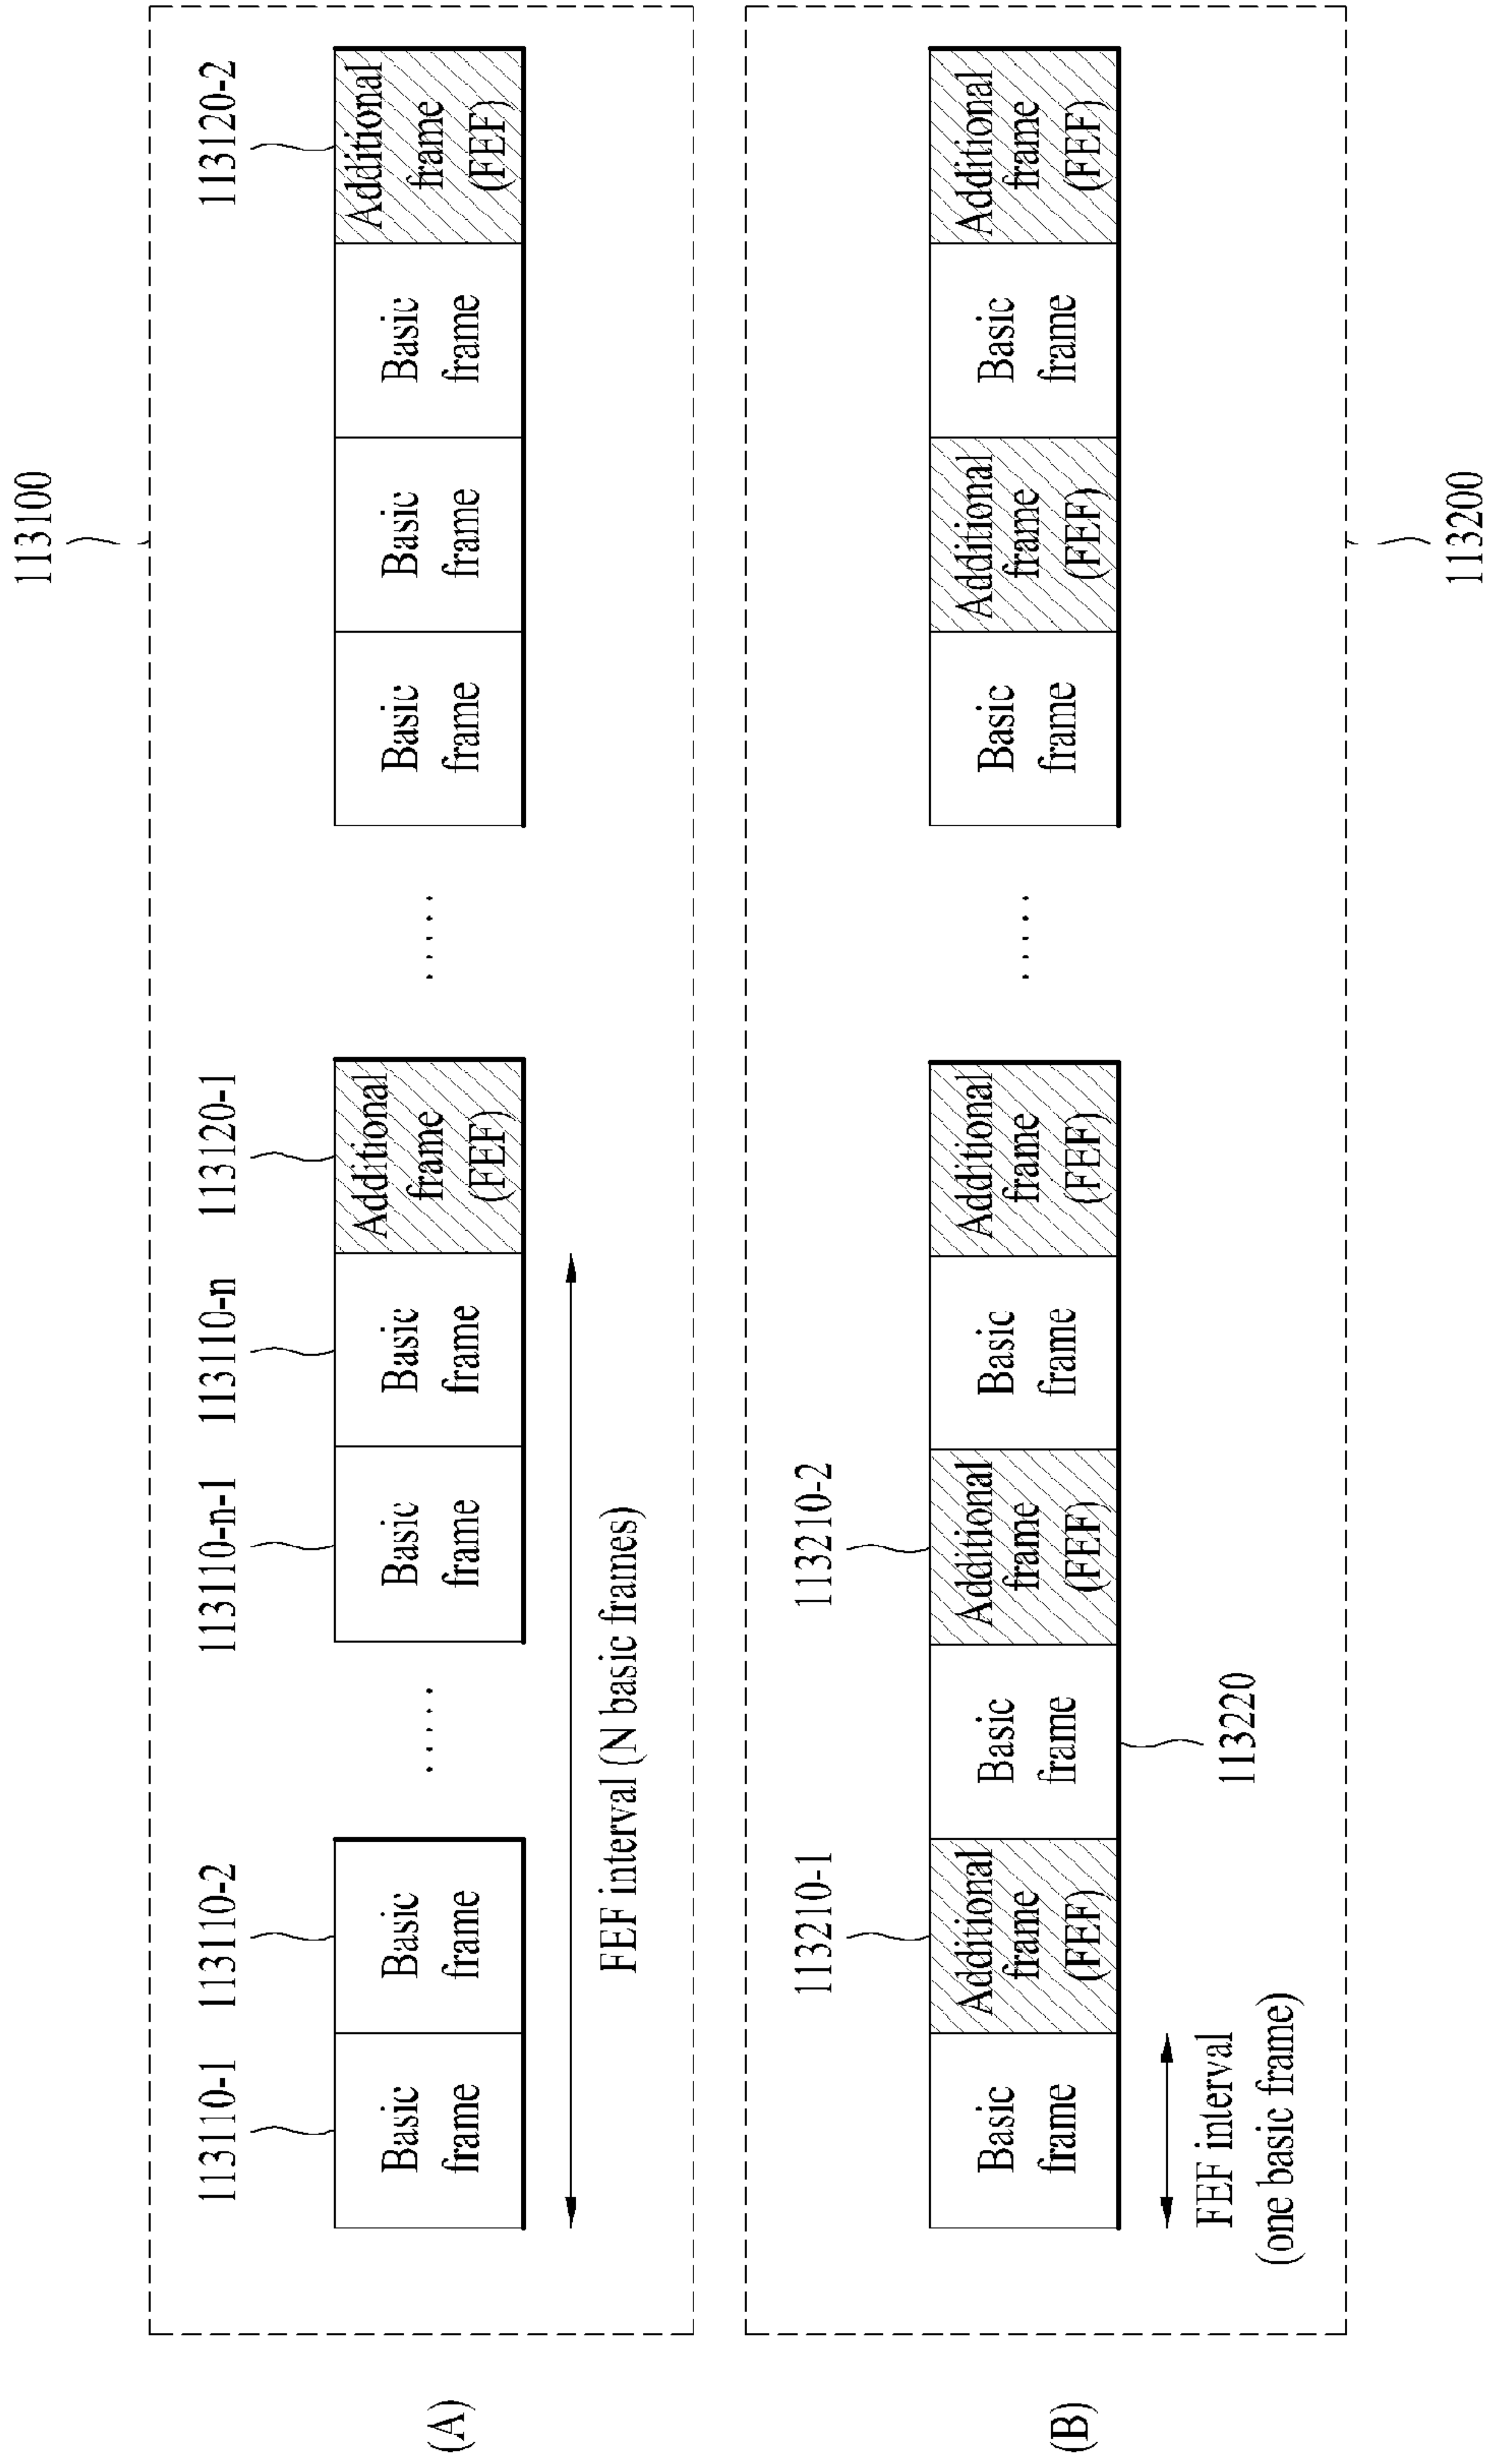 113100
(A)
113110-1
113110-2
113110-n-1
113110-n
113120-1
113120-2
Basic
frame
Basic
frame
.....
Basic
frame
Basic
frame
Additional
frame
(FEF)
.....
Basic
frame
Basic
frame
Basic
frame
Additional
frame
(FEF)
FEF interval (N basic frames)
(B)
113210-1
113210-2
Basic
frame
Additional
frame
(FEF)
Basic
frame
Additional
frame
(FEF)
Basic
frame
Additional
frame
(FEF)
.....
Basic
frame
Additional
frame
(FEF)
Basic
frame
Additional
frame
(FEF)
FEF interval
(one basic frame)
113220
113200